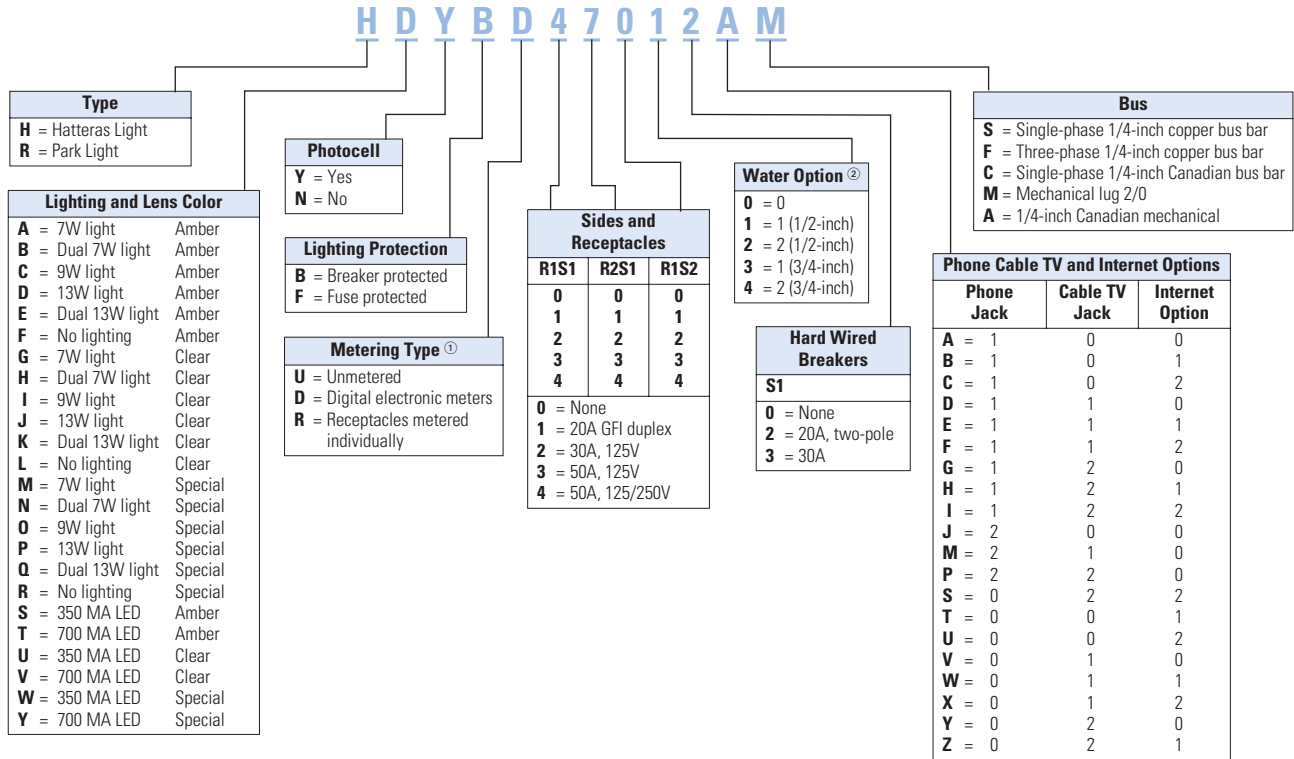 H D Y B D 4 7 0 1 2 A M
Type
H = Hatteras Light
R = Park Light
Lighting and Lens Color
A = 7W light Amber
B = Dual 7W light Amber
C = 9W light Amber
D = 13W light Amber
E = Dual 13W light Amber
F = No lighting Amber
G = 7W light Clear
H = Dual 7W light Clear
I = 9W light Clear
J = 13W light Clear
K = Dual 13W light Clear
L = No lighting Clear
M = 7W light Special
N = Dual 7W light Special
O = 9W light Special
P = 13W light Special
Q = Dual 13W light Special
R = No lighting Special
S = 350 MA LED Amber
T = 700 MA LED Amber
U = 350 MA LED Clear
V = 700 MA LED Clear
W = 350 MA LED Special
Y = 700 MA LED Special
Photocell
Y = Yes
N = No
Lighting Protection
B = Breaker protected
F = Fuse protected
Metering Type ①
U = Unmetered
D = Digital electronic meters
R = Receptacles metered
individually
Sides and
Receptacles
R1S1 R2S1 R1S2
0 0 0
1 1 1
2 2 2
3 3 3
4 4 4
0 = None
1 = 20A GFI duplex
2 = 30A, 125V
3 = 50A, 125V
4 = 50A, 125/250V
Water Option ②
0 = 0
1 = 1 (1/2-inch)
2 = 2 (1/2-inch)
3 = 1 (3/4-inch)
4 = 2 (3/4-inch)
Hard Wired
Breakers
S1
0 = None
2 = 20A, two-pole
3 = 30A
Bus
S = Single-phase 1/4-inch copper bus bar
F = Three-phase 1/4-inch copper bus bar
C = Single-phase 1/4-inch Canadian bus bar
M = Mechanical lug 2/0
A = 1/4-inch Canadian mechanical
Phone Cable TV and Internet Options
Phone Cable TV Internet
Jack Jack Option
A = 1 0 0
B = 1 0 1
C = 1 0 2
D = 1 1 0
E = 1 1 1
F = 1 1 2
G = 1 2 0
H = 1 2 1
I = 1 2 2
J = 2 0 0
M = 2 1 0
P = 2 2 0
S = 0 2 2
T = 0 0 1
U = 0 0 2
V = 0 1 0
W = 0 1 1
X = 0 1 2
Y = 0 2 0
Z = 0 2 1